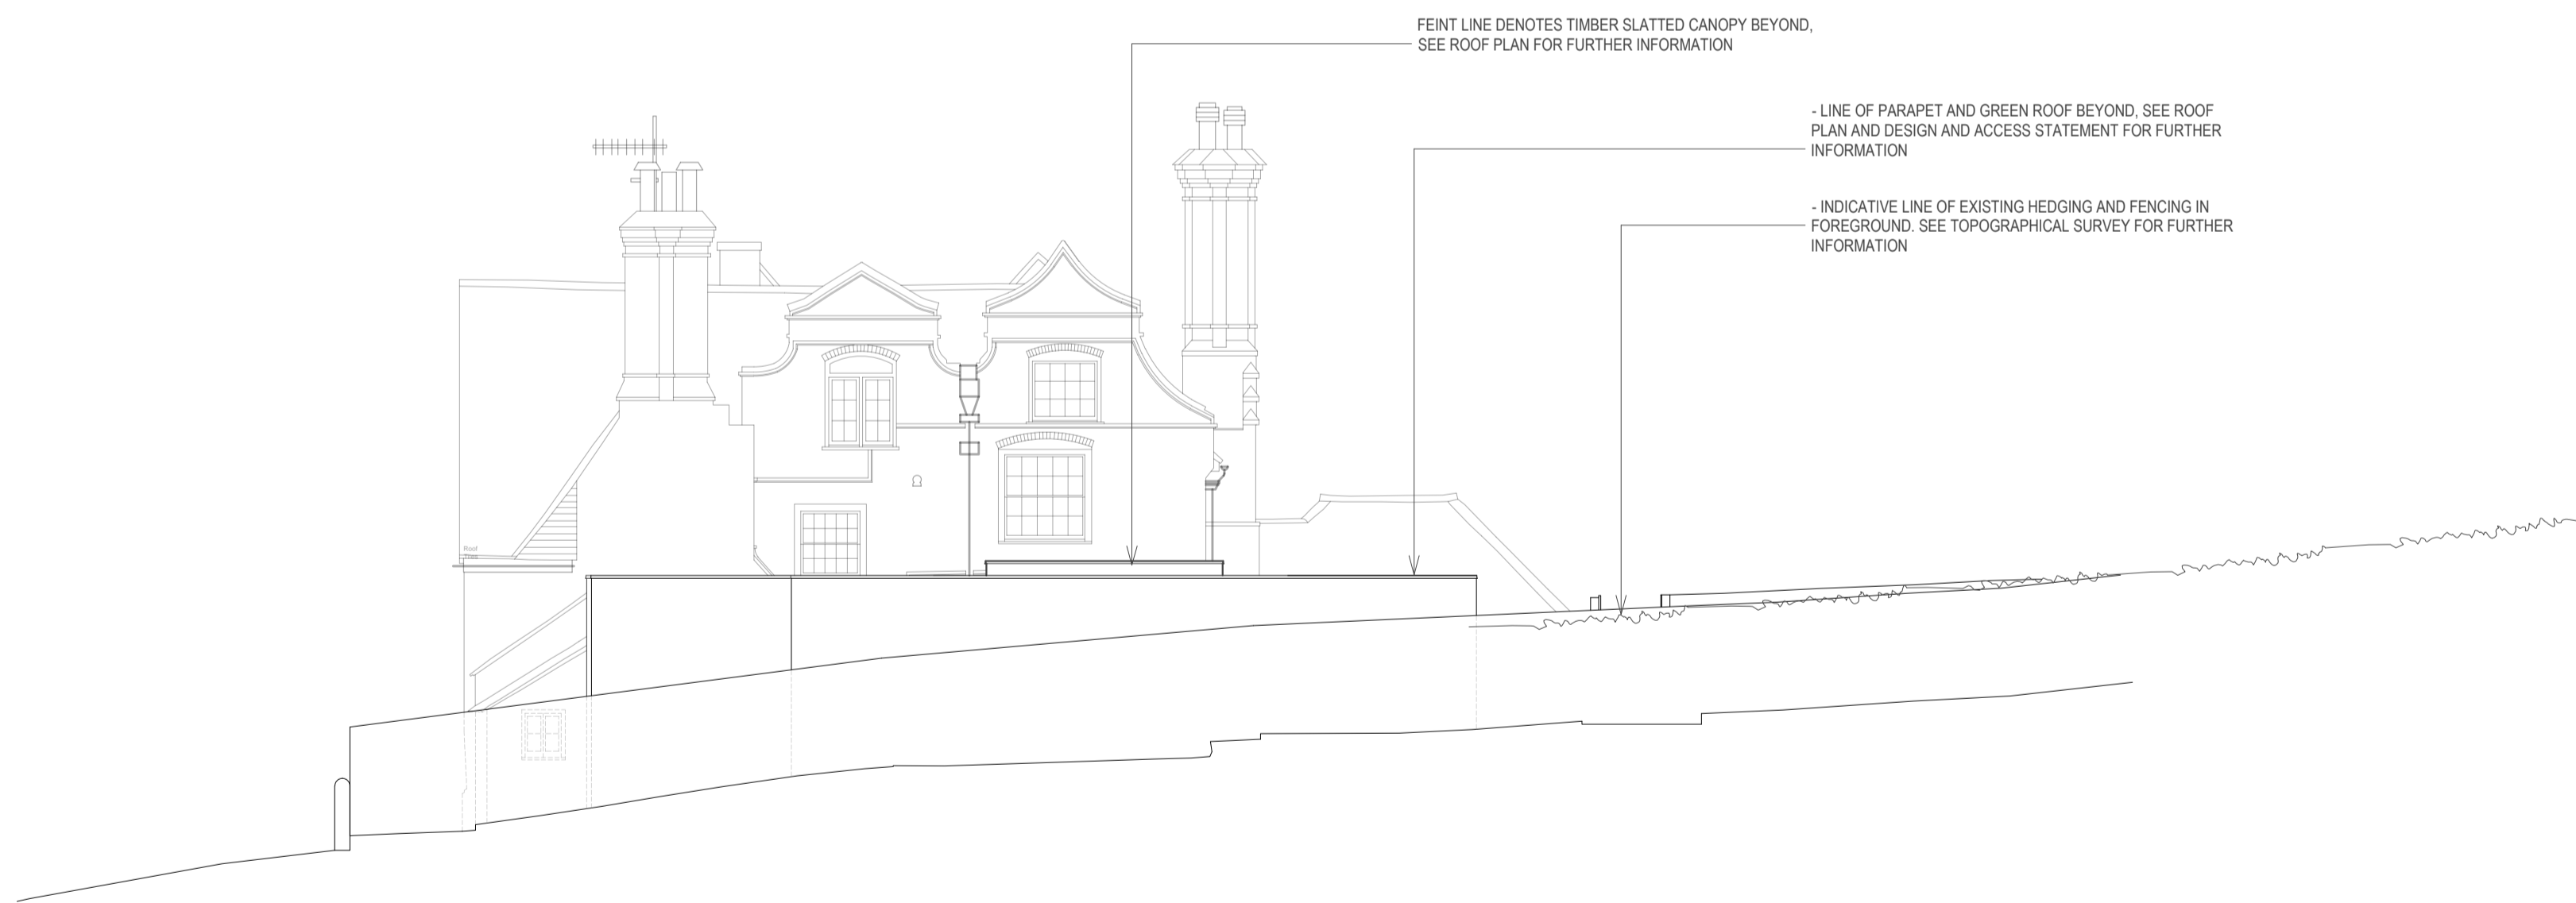 FEINT LINE DENOTES TIMBER SLATTED CANOPY BEYOND,
SEE ROOF PLAN FOR FURTHER INFORMATION
- LINE OF PARAPET AND GREEN ROOF BEYOND, SEE ROOF
PLAN AND DESIGN AND ACCESS STATEMENT FOR FURTHER
INFORMATION
- INDICATIVE LINE OF EXISTING HEDGING AND FENCING IN
FOREGROUND. SEE TOPOGRAPHICAL SURVEY FOR FURTHER
INFORMATION
Roof
Tiles